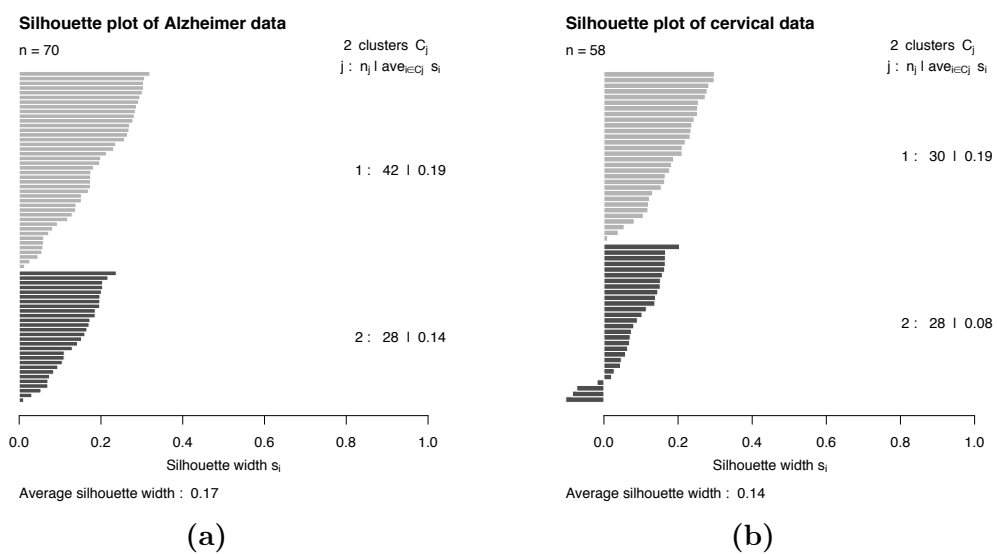 Silhouette plot of Alzheimer data
n = 70
2 clusters Cj
j : nj | avei∈Cj si
1 : 42 | 0.19
2 : 28 | 0.14
0.0 0.2 0.4 0.6 0.8 1.0
Silhouette width si
Average silhouette width : 0.17
(a)
Silhouette plot of cervical data
n = 58
2 clusters Cj
j : nj | avei∈Cj si
1 : 30 | 0.19
2 : 28 | 0.08
0.0 0.2 0.4 0.6 0.8 1.0
Silhouette width si
Average silhouette width : 0.14
(b)